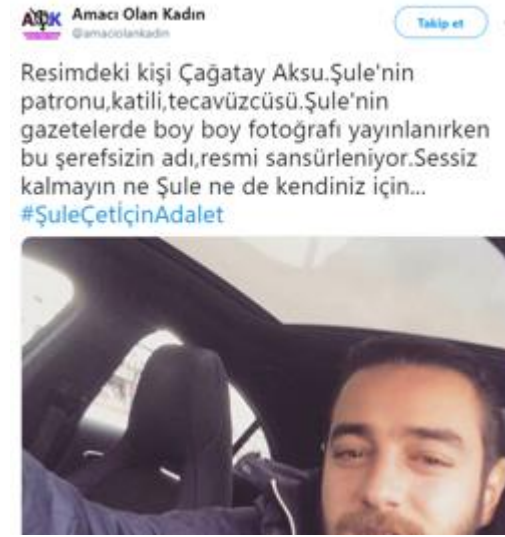 Amacı Olan Kadın
@amaciolankadin
Takip et
Resimdeki kişi Çağatay Aksu.Şule'nin
patronu,katili,tecavüzcüsü.Şule'nin
gazetelerde boy boy fotoğrafı yayınlanırken
bu şerefsizin adı,resmi sansürleniyor.Sessiz
kalmayın ne Şule ne de kendiniz için...
#ŞuleÇetİçinAdalet